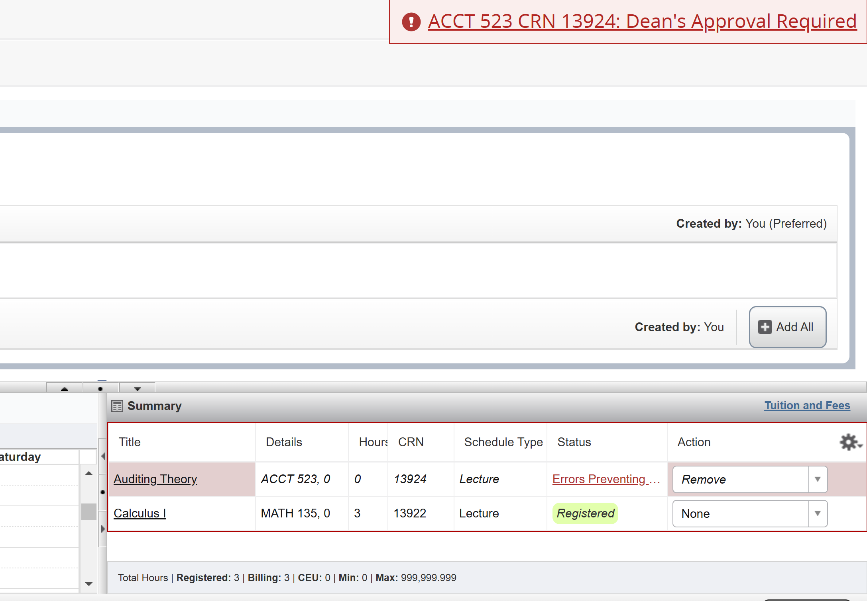 ACCT 523 CRN 13924: Dean's Approval Required
Created by: You (Preferred)
Created by: You
Add All
Summary
Tuition and Fees
aturday
Title Details Hours CRN Schedule Type Status Action
Auditing Theory ACCT 523, 0 0 13924 Lecture Errors Preventing ... Remove
Calculus I MATH 135, 0 3 13922 Lecture Registered None
Total Hours | Registered: 3 | Billing: 3 | CEU: 0 | Min: 0 | Max: 999,999.999